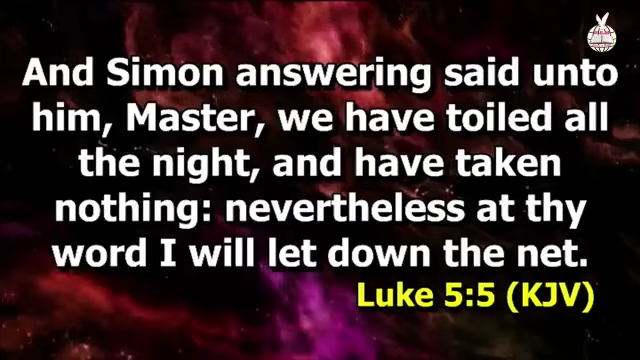 And Simon answering said unto
him, Master, we have toiled all
the night, and have taken
nothing: nevertheless at thy
word I will let down the net.
Luke 5:5 (KJV)